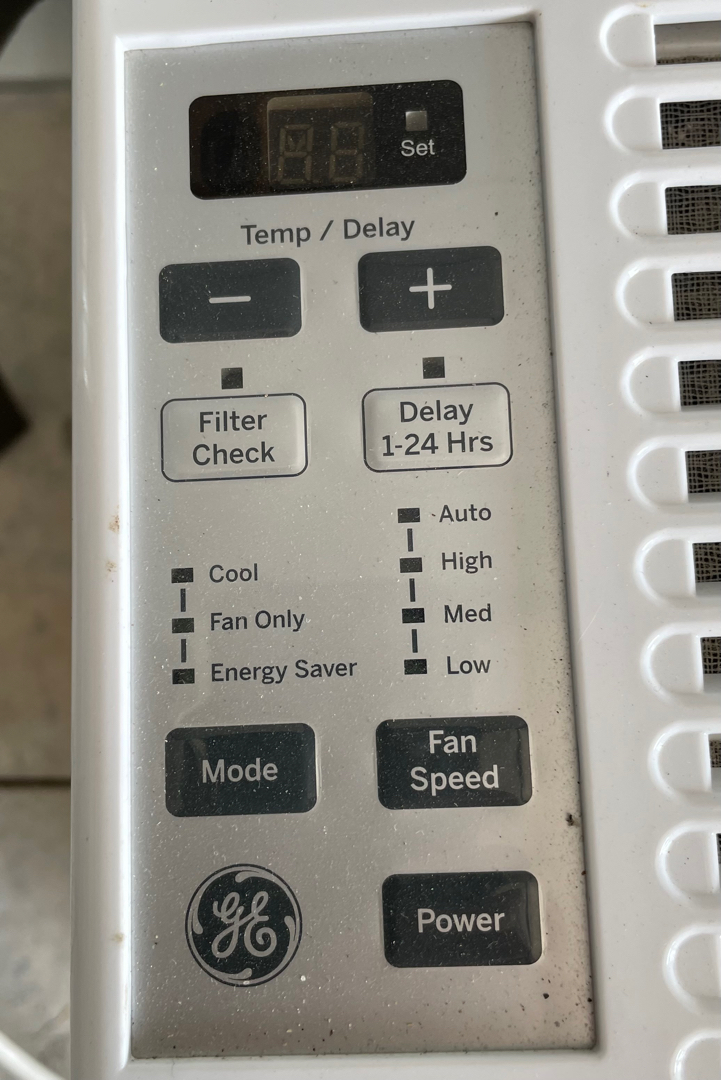 Set
Temp / Delay
− +
Filter
Check
Delay
1-24 Hrs
Auto
High
Med
Low
Cool
Fan Only
Energy Saver
Mode
Fan
Speed
GE
Power